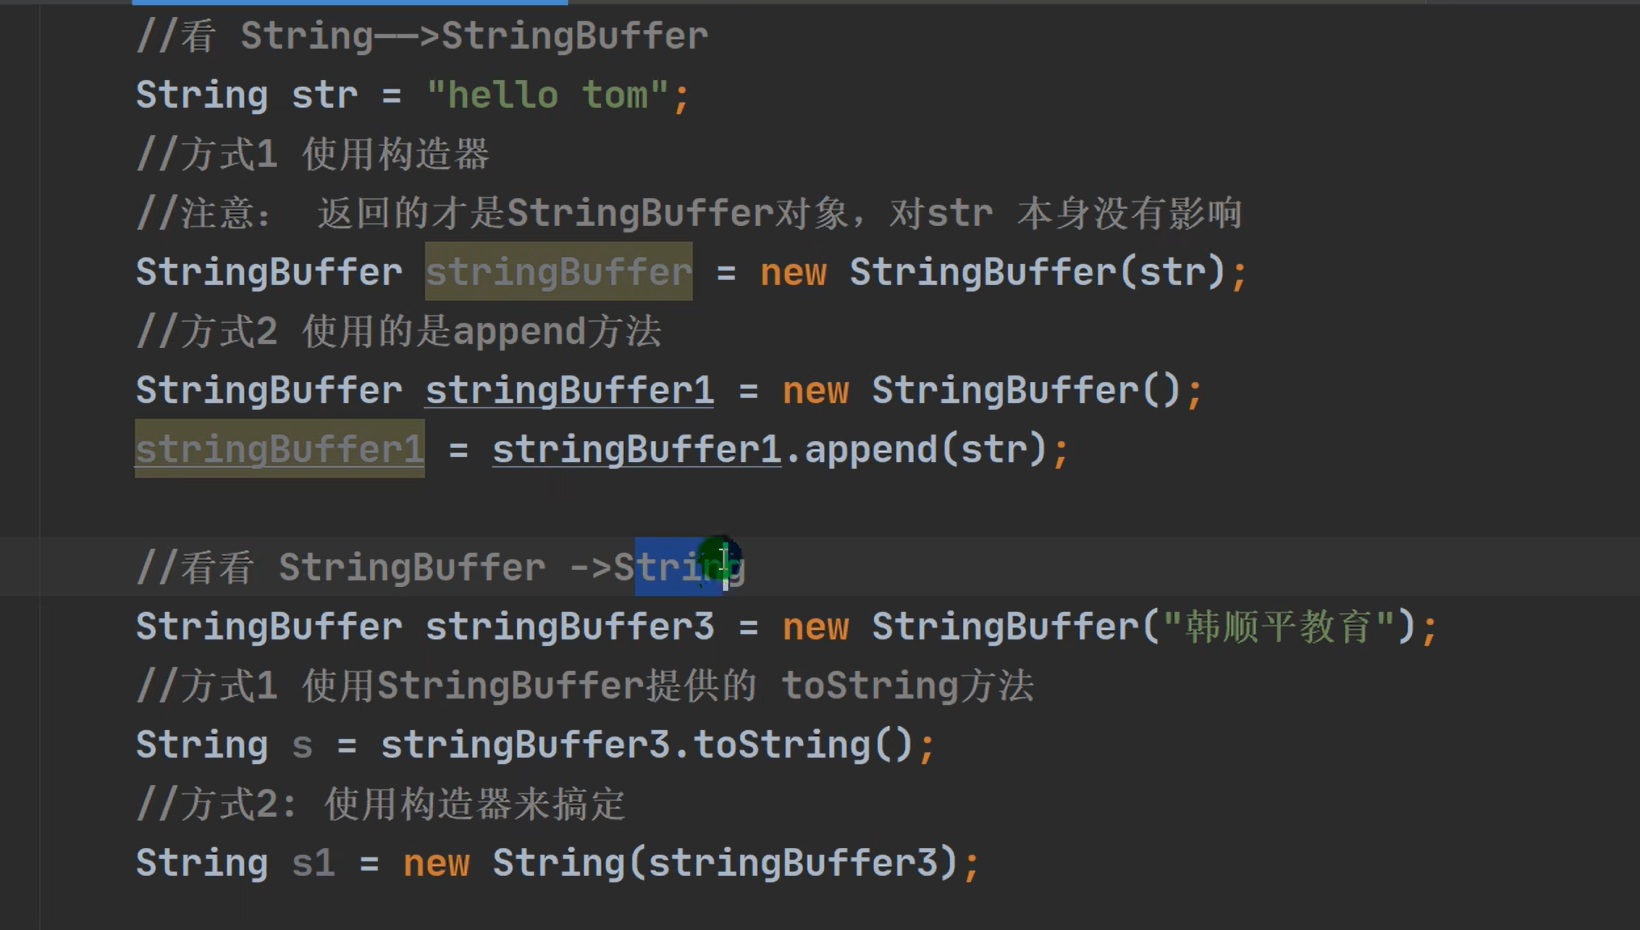 //看 String——>StringBuffer
String str = "hello tom";
//方式1 使用构造器
//注意： 返回的才是StringBuffer对象，对str 本身没有影响
StringBuffer stringBuffer = new StringBuffer(str);
//方式2 使用的是append方法
StringBuffer stringBuffer1 = new StringBuffer();
stringBuffer1 = stringBuffer1.append(str);
//看看 StringBuffer ->String
StringBuffer stringBuffer3 = new StringBuffer("韩顺平教育");
//方式1 使用StringBuffer提供的 toString方法
String s = stringBuffer3.toString();
//方式2: 使用构造器来搞定
String s1 = new String(stringBuffer3);